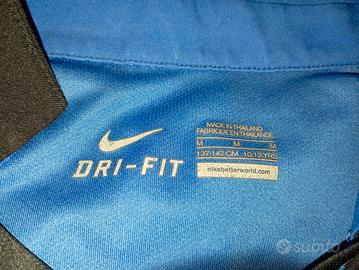 MADE IN THAILAND
FABRIQUE EN THAILANDE
M M M
137-147 CM 10-12 YRS
nikebetterworld.com
DRI-FIT
subito